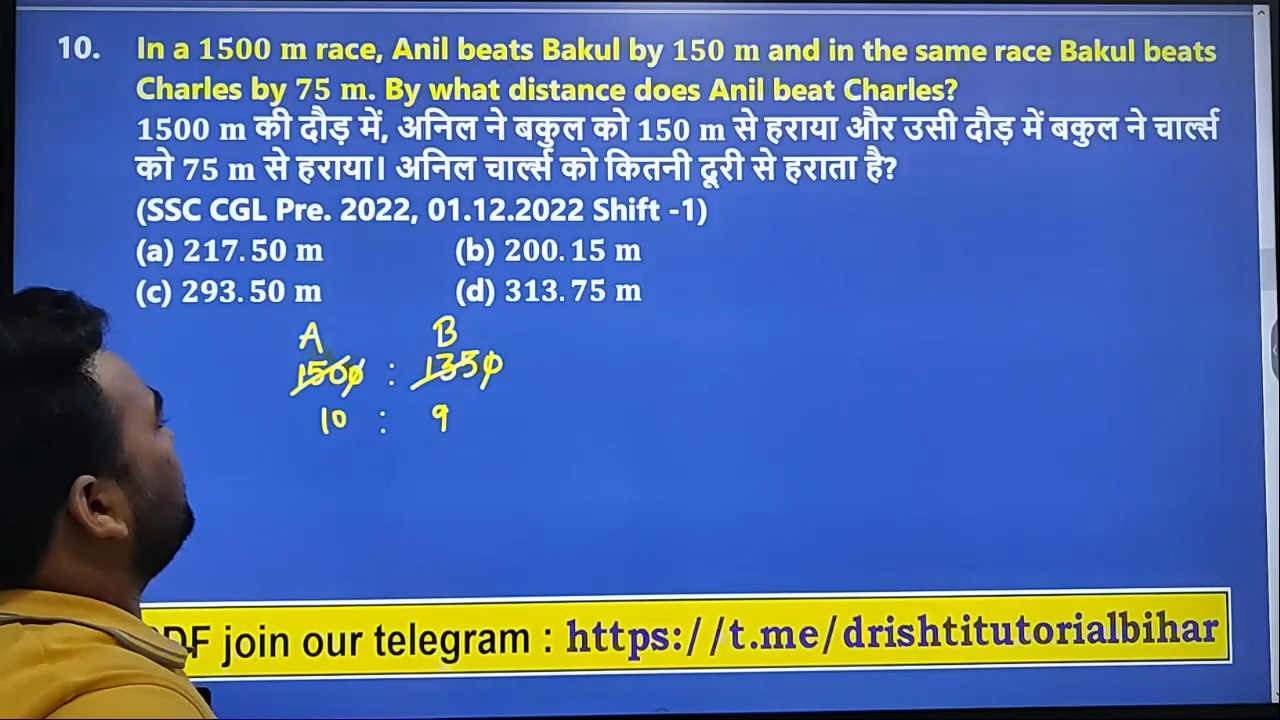 10. In a 1500 m race, Anil beats Bakul by 150 m and in the same race Bakul beats
Charles by 75 m. By what distance does Anil beat Charles?
1500 m की दौड़ में, अनिल ने बकुल को 150 m से हराया और उसी दौड़ में बकुल ने चार्ल्स
को 75 m से हराया। अनिल चार्ल्स को कितनी दूरी से हराता है?
(SSC CGL Pre. 2022, 01.12.2022 Shift -1)
(a) 217.50 m (b) 200.15 m
(c) 293.50 m (d) 313.75 m
A B
1500 : 1350
10 : 9
DF join our telegram : https://t.me/drishtitutorialbihar